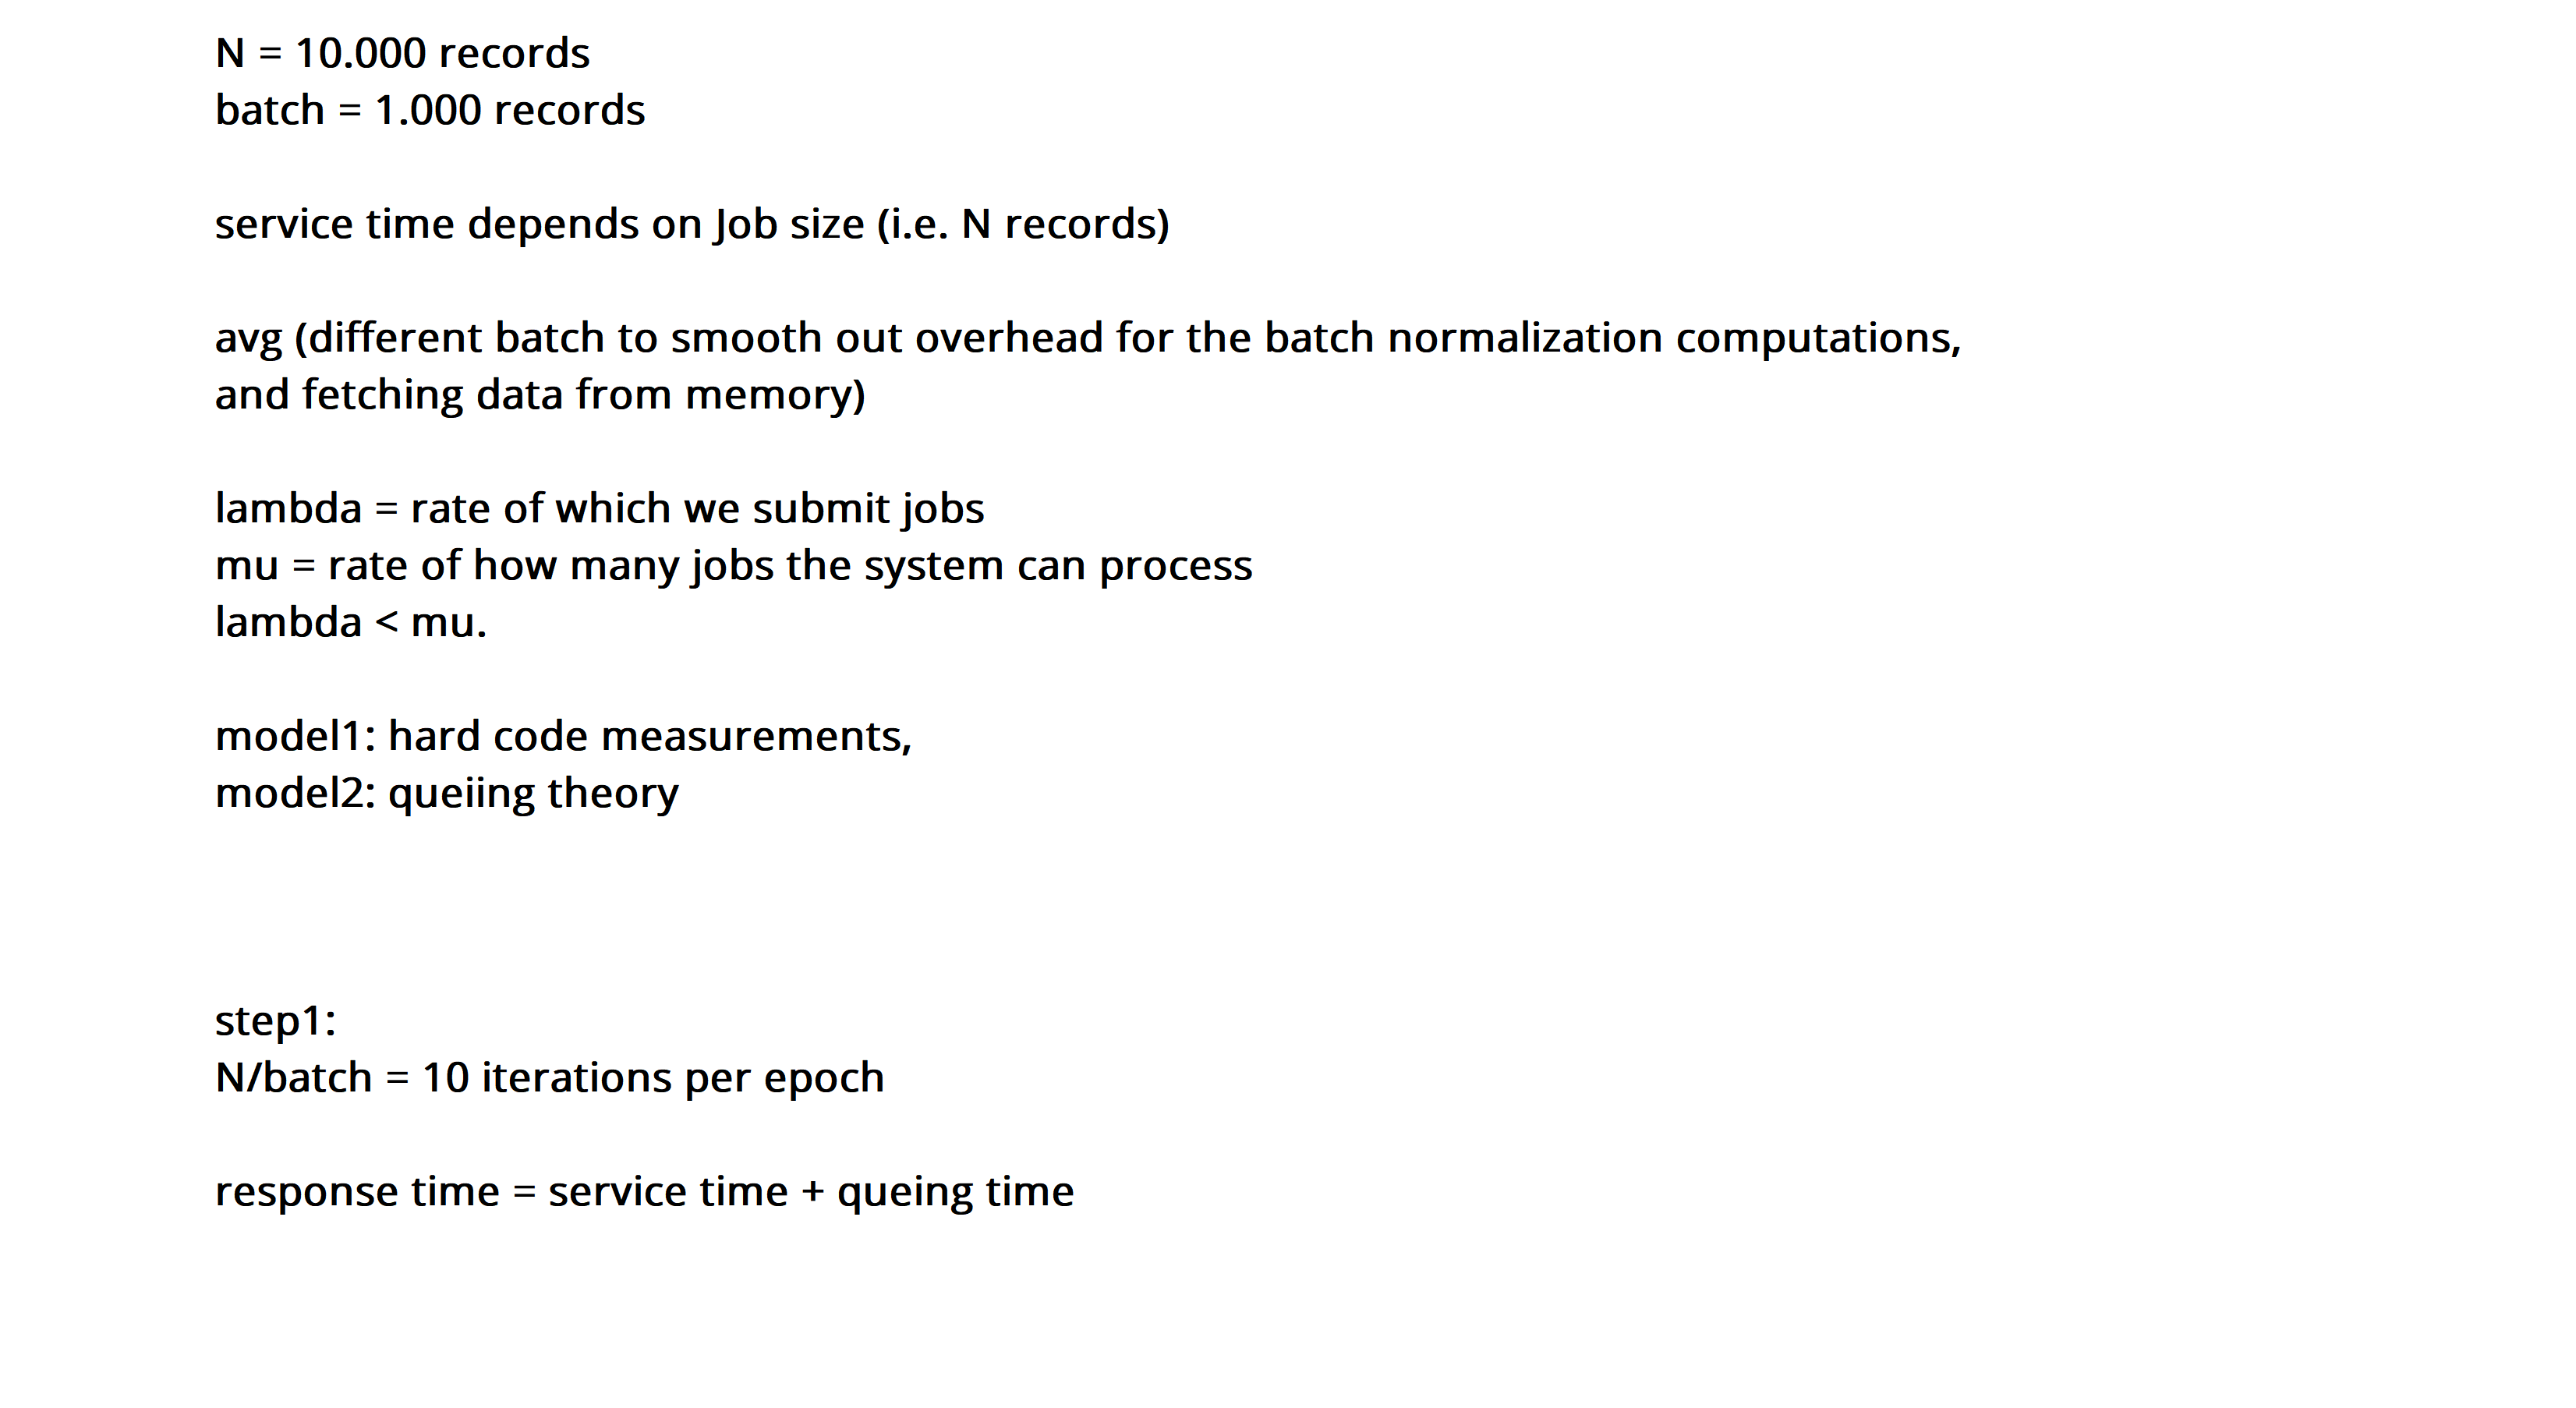 N = 10.000 records
batch = 1.000 records
service time depends on Job size (i.e. N records)
avg (different batch to smooth out overhead for the batch normalization computations,
and fetching data from memory)
lambda = rate of which we submit jobs
mu = rate of how many jobs the system can process
lambda < mu.
model1: hard code measurements,
model2: queiing theory
step1:
N/batch = 10 iterations per epoch
response time = service time + queing time